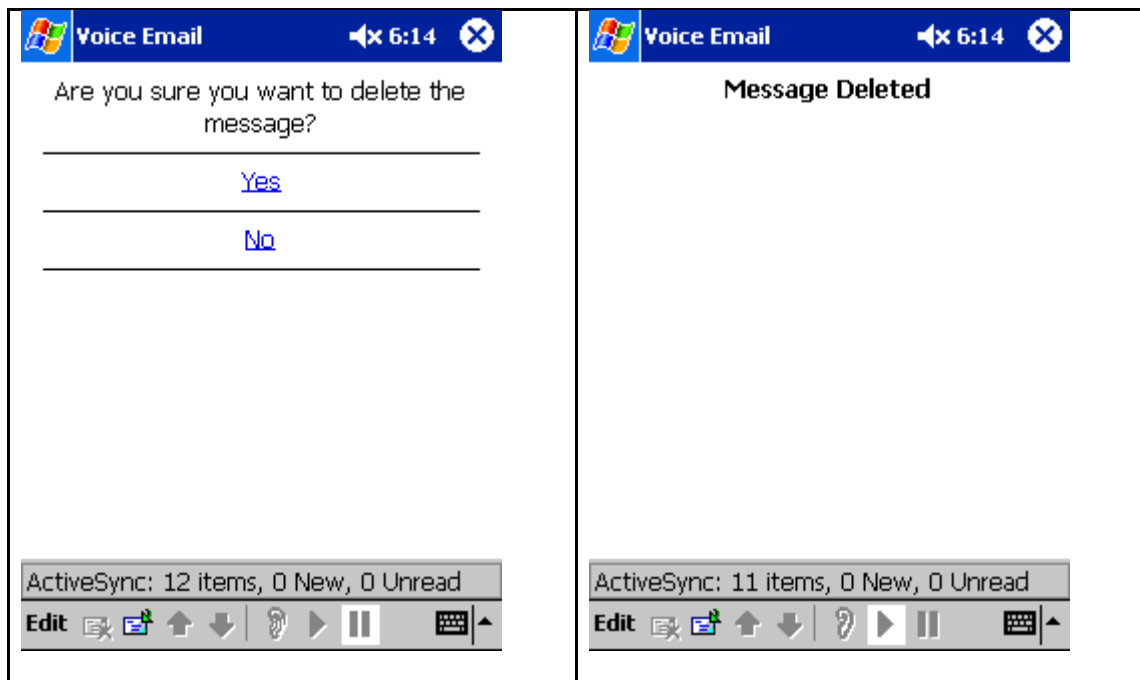 Voice Email 6:14
Are you sure you want to delete the
message?
Yes
No
ActiveSync: 12 items, 0 New, 0 Unread
Edit
Voice Email 6:14
Message Deleted
ActiveSync: 11 items, 0 New, 0 Unread
Edit